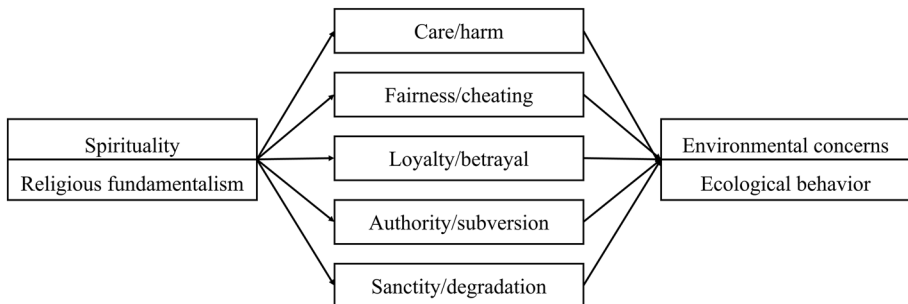 Care/harm
Fairness/cheating
Spirituality
Religious fundamentalism
Loyalty/betrayal
Environmental concerns
Ecological behavior
Authority/subversion
Sanctity/degradation